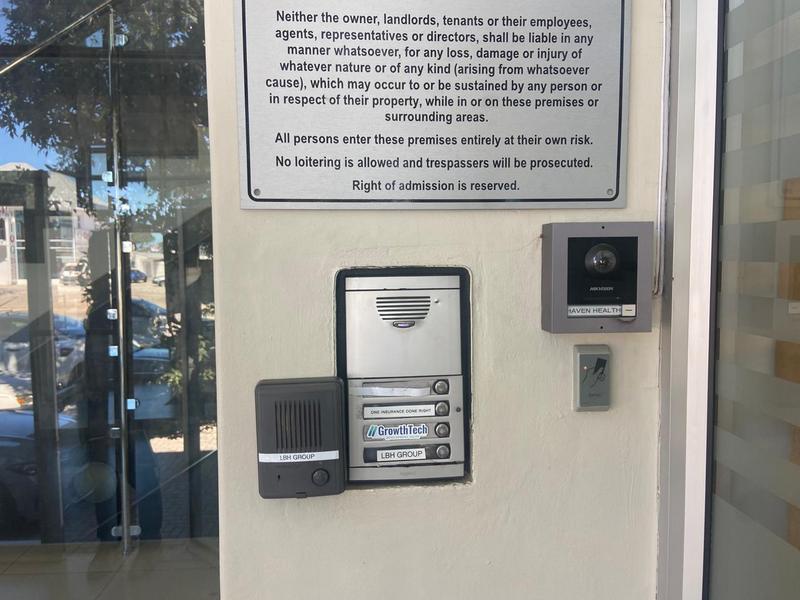 Neither the owner, landlords, tenants or their employees,
agents, representatives or directors, shall be liable in any
manner whatsoever, for any loss, damage or injury of
whatever nature or of any kind (arising from whatsoever
cause), which may occur to or be sustained by any person or
in respect of their property, while in or on these premises or
surrounding areas.
All persons enter these premises entirely at their own risk.
No loitering is allowed and trespassers will be prosecuted.
Right of admission is reserved.
HIKVISION
HAVEN HEALTH
ONE INSURANCE DONE RIGHT
GrowthTech
LBH GROUP
LBH GROUP